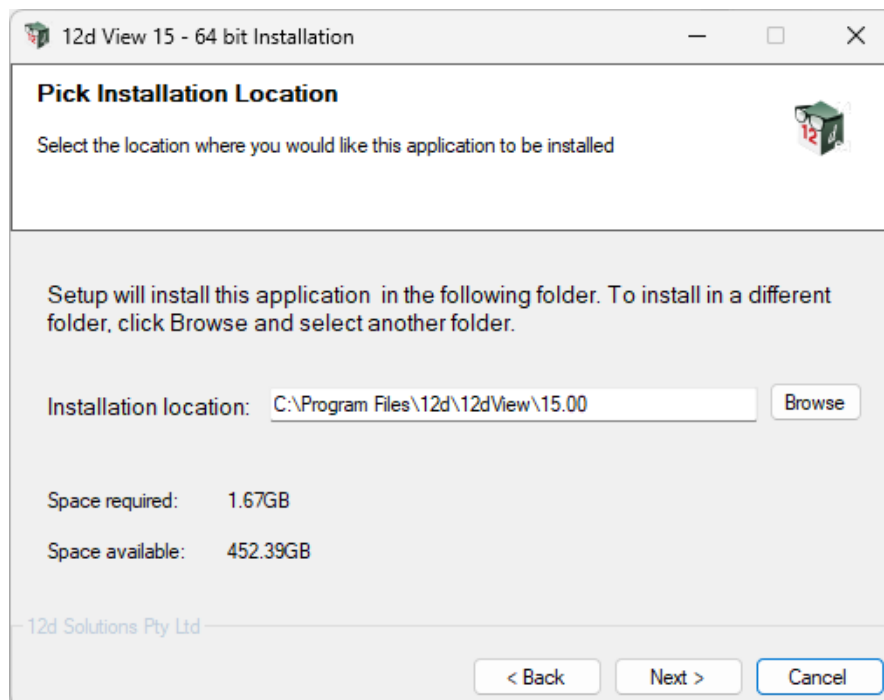 12d View 15 - 64 bit Installation
Pick Installation Location
Select the location where you would like this application to be installed
12 d
Setup will install this application  in the following folder. To install in a different
folder, click Browse and select another folder.
Installation location: C:\Program Files\12d\12dView\15.00 Browse
Space required: 1.67GB
Space available: 452.39GB
12d Solutions Pty Ltd
< Back Next > Cancel